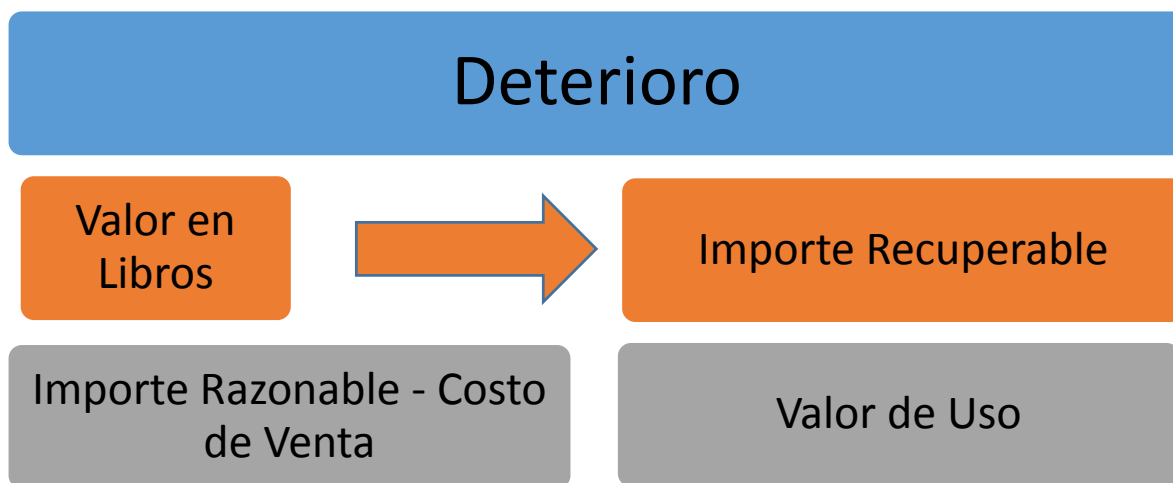 Deterioro
Valor en
Libros
Importe Recuperable
Importe Razonable - Costo
de Venta
Valor de Uso